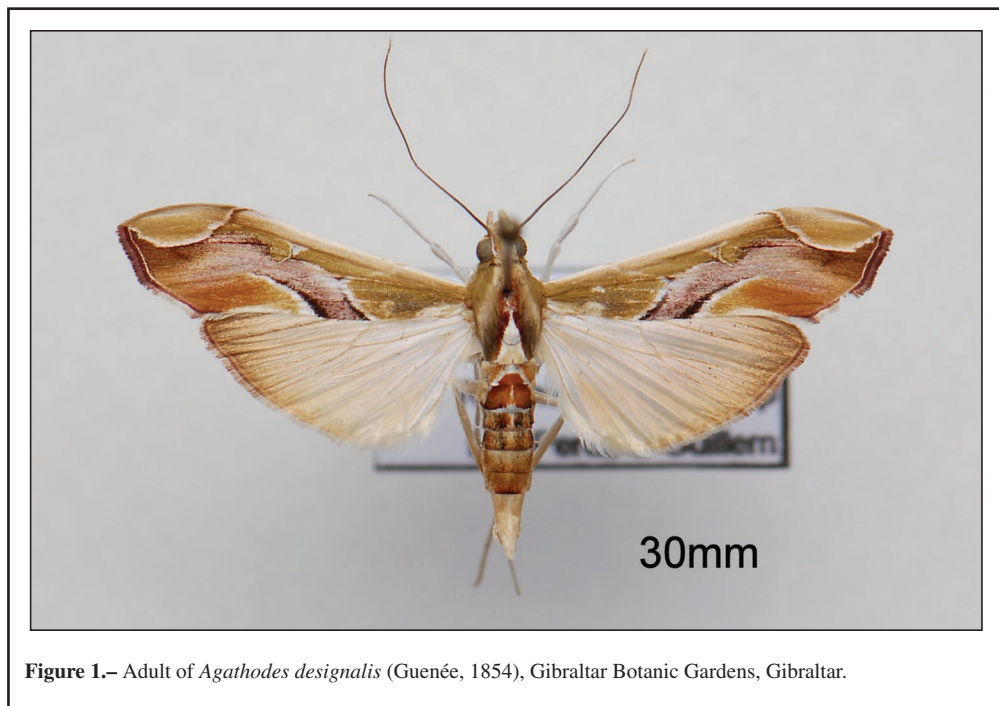 30mm
Figure 1.– Adult of Agathodes designalis (Guenée, 1854), Gibraltar Botanic Gardens, Gibraltar.